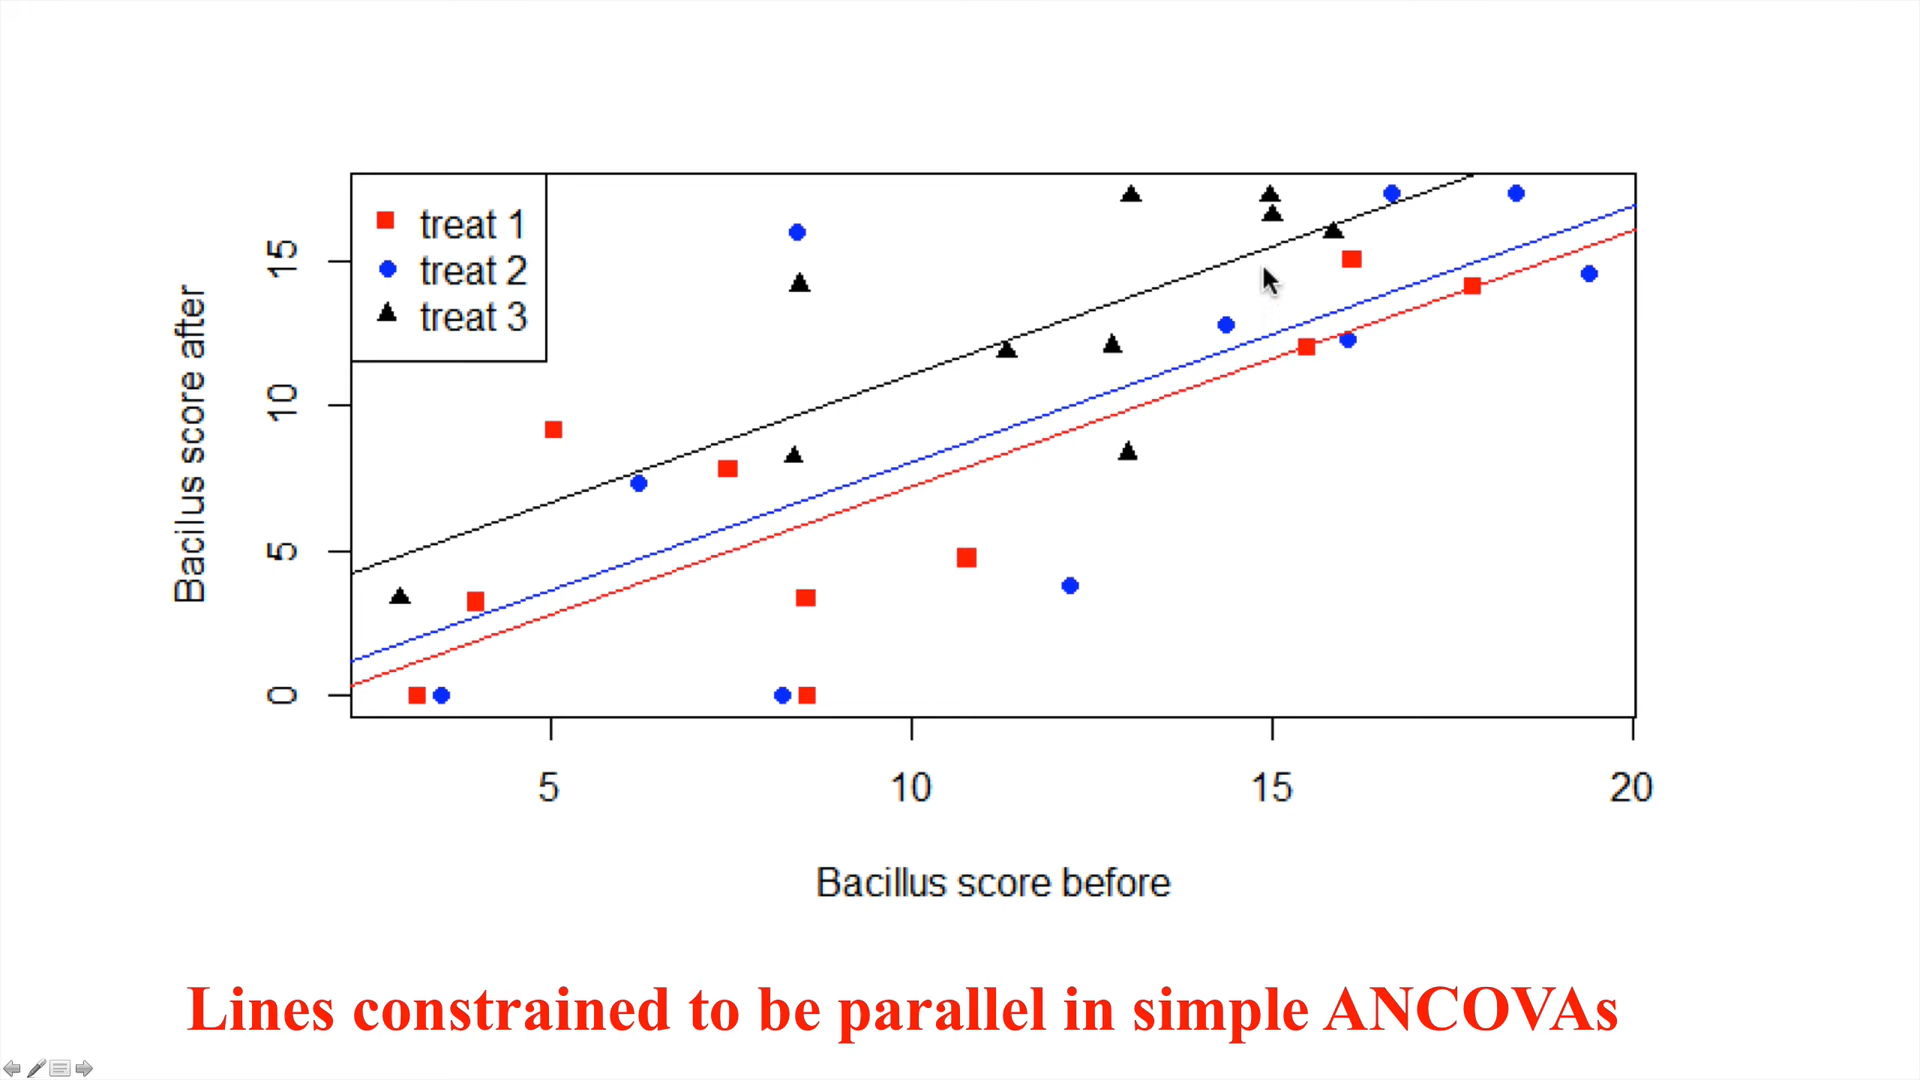 treat 1
treat 2
treat 3
Bacilus score after
0
5
10
15
5
10
15
20
Bacillus score before
Lines constrained to be parallel in simple ANCOVAs